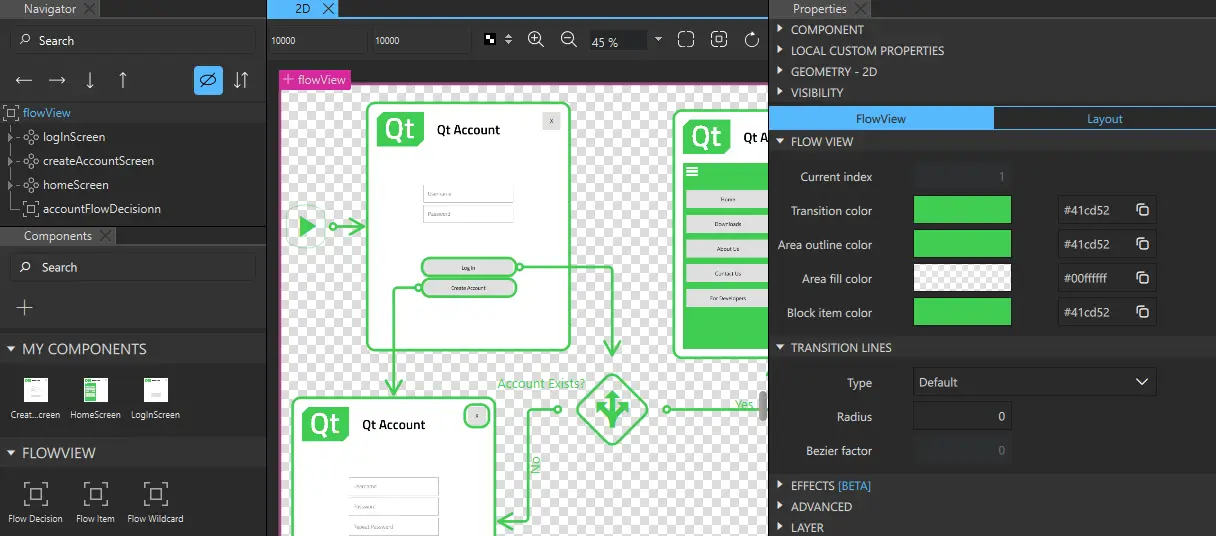 Navigator
Search
flowView
logInScreen
createAccountScreen
homeScreen
accountFlowDecisionn
Components
Search
MY COMPONENTS
Creat...creen
HomeScreen
LogInScreen
FLOWVIEW
Flow Decision
Flow Item
Flow Wildcard
2D
10000
10000
45 %
flowView
Qt
Qt Account
x
Username
Password
Log In
Create Account
Qt
Qt A
Home
Downloads
About Us
Contact Us
For Developers
Account Exists?
Yes
No
Qt
Qt Account
x
Username
Password
Repeat Password
Properties
COMPONENT
LOCAL CUSTOM PROPERTIES
GEOMETRY - 2D
VISIBILITY
FlowView
Layout
FLOW VIEW
Current index
1
Transition color
#41cd52
Area outline color
#41cd52
Area fill color
#00ffffff
Block item color
#41cd52
TRANSITION LINES
Type
Default
Radius
0
Bezier factor
0
EFFECTS [BETA]
ADVANCED
LAYER